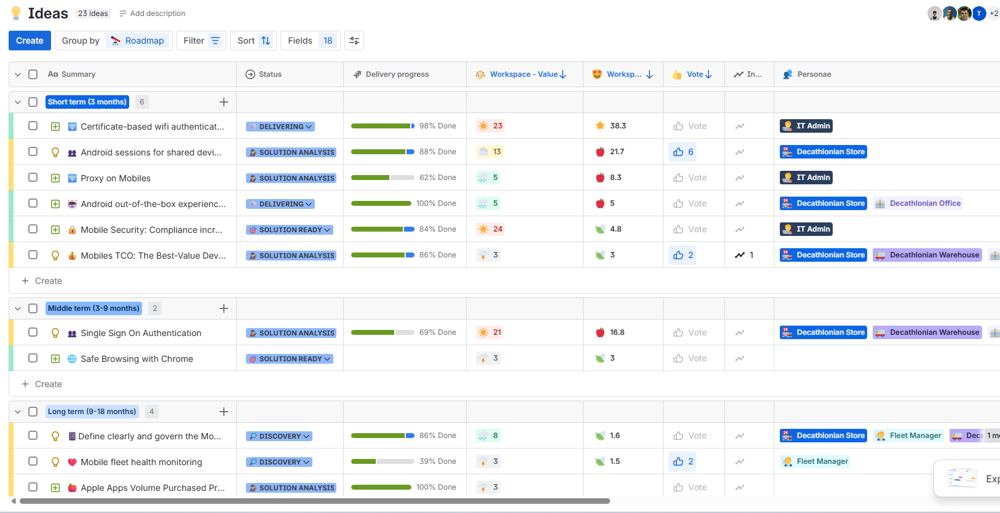 Ideas 23 ideas Add description T +2
Create Group by Roadmap Filter Sort Fields 18
Aa Summary Status Delivery progress Workspace - Value Worksp... Vote In... Personae
Short term (3 months) 6
Certificate-based wifi authenticat... DELIVERING 98% Done 23 38.3 Vote IT Admin
Android sessions for shared devi... SOLUTION ANALYSIS 88% Done 13 21.7 6 24 Decathlonian Store
Proxy on Mobiles SOLUTION ANALYSIS 62% Done 5 8.3 Vote IT Admin
Android out-of-the-box experienc... DELIVERING 100% Done 5 5 Vote 24 Decathlonian Store Decathlonian Office
Mobile Security: Compliance incr... SOLUTION READY 84% Done 24 4.8 Vote IT Admin
Mobiles TCO: The Best-Value Dev... SOLUTION ANALYSIS 86% Done 3 3 2 1 24 Decathlonian Store Decathlonian Warehouse
+ Create
Middle term (3-9 months) 2
Single Sign On Authentication SOLUTION ANALYSIS 69% Done 21 16.8 Vote 24 Decathlonian Store Decathlonian Warehouse
Safe Browsing with Chrome SOLUTION READY 3 3 Vote
+ Create
Long term (9-18 months) 4
Define clearly and govern the Mo... DISCOVERY 86% Done 8 1.6 Vote 24 Decathlonian Store Fleet Manager Deca 1 mo
Mobile fleet health monitoring DISCOVERY 39% Done 3 1.5 2 Fleet Manager
Apple Apps Volume Purchased Pr... SOLUTION ANALYSIS 100% Done 3 Vote
Exp